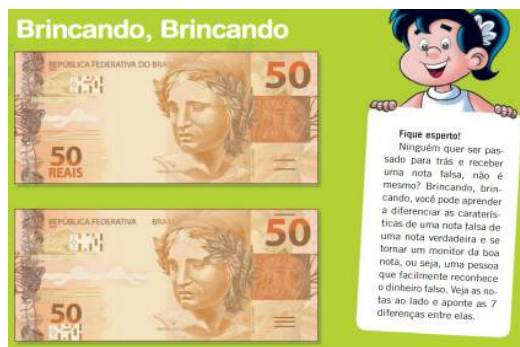 Brincando, Brincando
REPÚBLICA FEDERATIVA DO BRASIL
50
50
REAIS
REPÚBLICA FEDERATIVA BRAS
50
50
Fique esperto!
Ninguém quer ser pas-
sado para trás e receber
uma nota falsa, não é
mesmo? Brincando, brin-
cando, você pode aprender
a diferenciar as caraterís-
ticas de uma nota falsa de
uma nota verdadeira e se
tornar um monitor da boa
nota, ou seja, uma pessoa
que facilmente reconhece
o dinheiro falso. Veja as no-
tas ao lado e aponte as 7
diferenças entre elas.